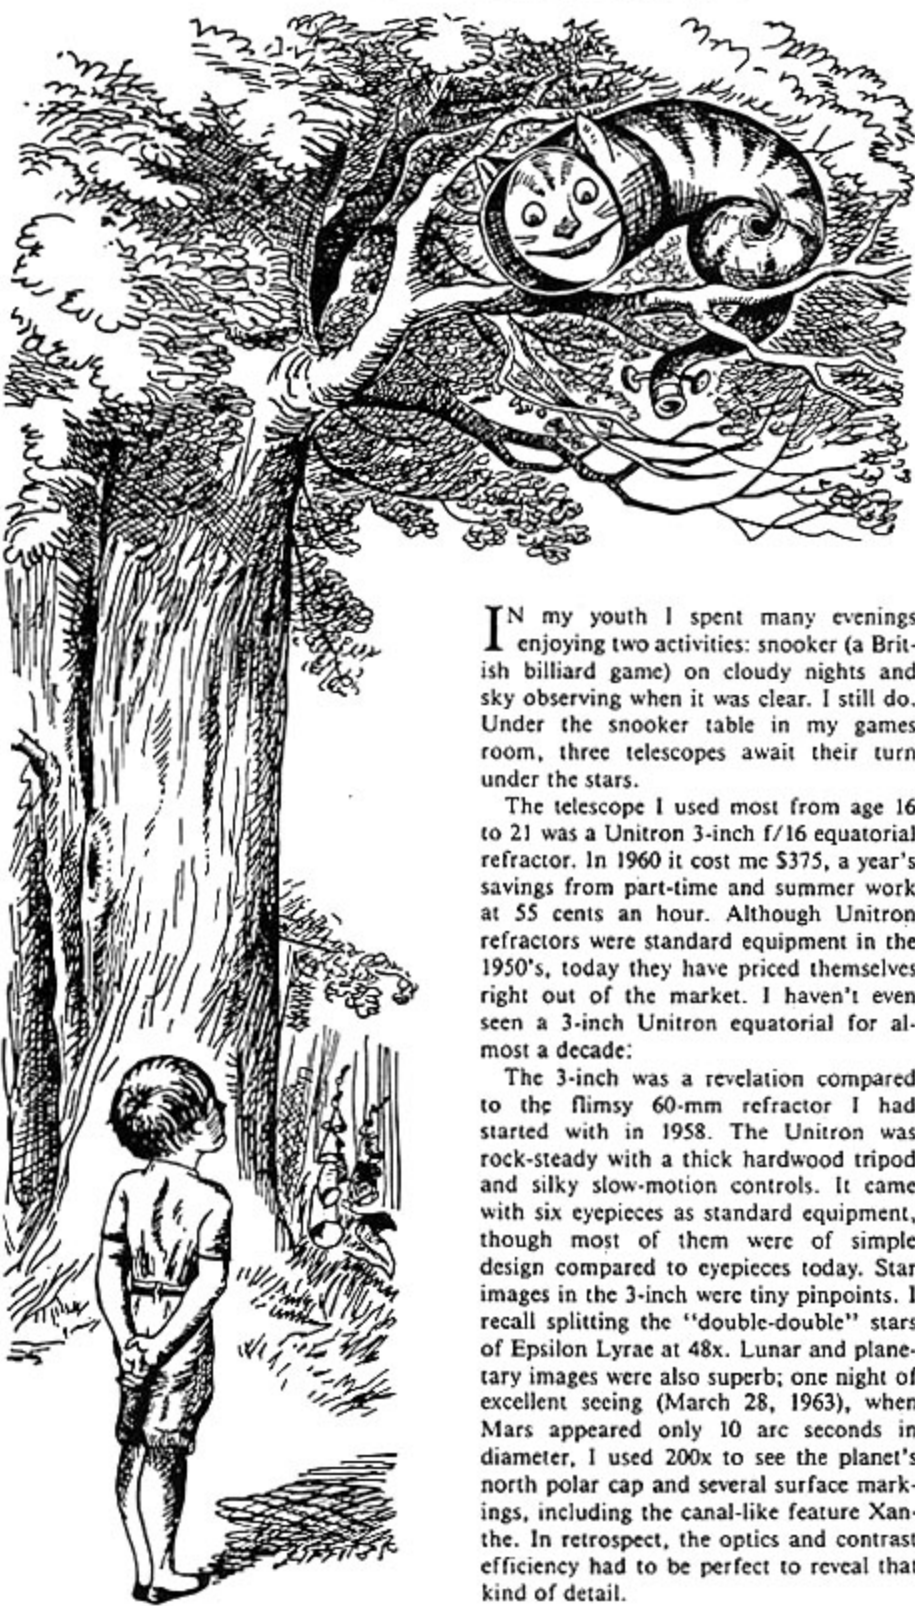 IN my youth I spent many evenings
enjoying two activities: snooker (a Brit-
ish billiard game) on cloudy nights and
sky observing when it was clear. I still do.
Under the snooker table in my games
room, three telescopes await their turn
under the stars.
The telescope I used most from age 16
to 21 was a Unitron 3-inch f/16 equatorial
refractor. In 1960 it cost me $375, a year's
savings from part-time and summer work
at 55 cents an hour. Although Unitron
refractors were standard equipment in the
1950's, today they have priced themselves
right out of the market. I haven't even
seen a 3-inch Unitron equatorial for al-
most a decade:
The 3-inch was a revelation compared
to the flimsy 60-mm refractor I had
started with in 1958. The Unitron was
rock-steady with a thick hardwood tripod
and silky slow-motion controls. It came
with six eyepieces as standard equipment,
though most of them were of simple
design compared to eyepieces today. Star
images in the 3-inch were tiny pinpoints. I
recall splitting the "double-double" stars
of Epsilon Lyrae at 48x. Lunar and plane-
tary images were also superb; one night of
excellent seeing (March 28, 1963), when
Mars appeared only 10 arc seconds in
diameter, I used 200x to see the planet's
north polar cap and several surface mark-
ings, including the canal-like feature Xan-
the. In retrospect, the optics and contrast
efficiency had to be perfect to reveal that
kind of detail.